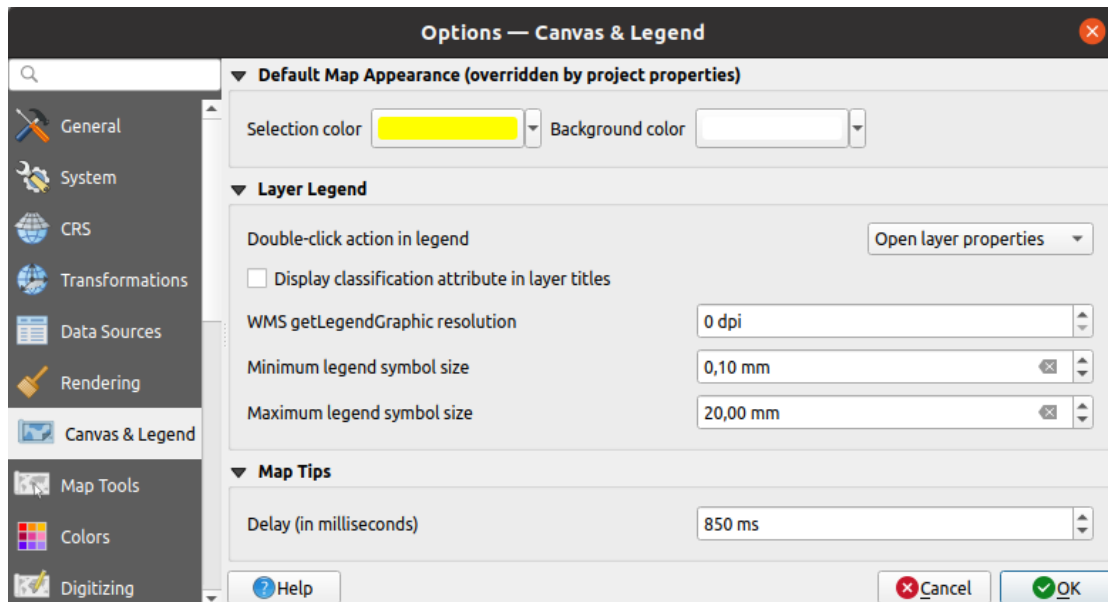 Options — Canvas & Legend
General
System
CRS
Transformations
Data Sources
Rendering
Canvas & Legend
Map Tools
Colors
Digitizing
Default Map Appearance (overridden by project properties)
Selection color Background color
Layer Legend
Double-click action in legend Open layer properties
Display classification attribute in layer titles
WMS getLegendGraphic resolution 0 dpi
Minimum legend symbol size 0,10 mm
Maximum legend symbol size 20,00 mm
Map Tips
Delay (in milliseconds) 850 ms
Help Cancel OK